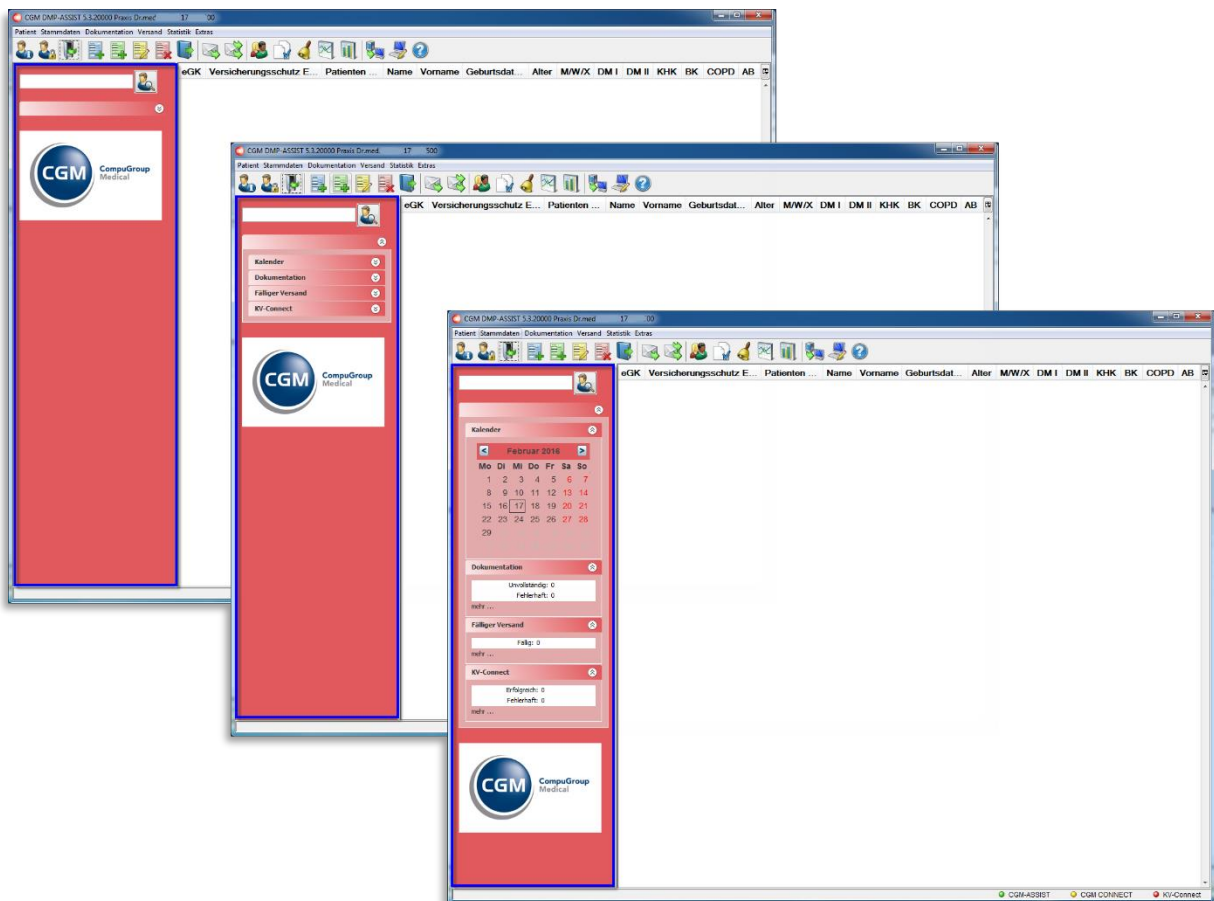 CGM DMP-ASSIST 5.3.20000 Praxis Dr.med 17 00
Patient Stammdaten Dokumentation Versand Statistik Extras
eGK Versicherungsschutz E... Patienten ... Name Vorname Geburtsdat... Alter M/W/X DM I DM II KHK BK COPD AB
CGM CompuGroup
Medical
CGM DMP-ASSIST 5.3.20000 Praxis Dr.med. 17 500
Patient Stammdaten Dokumentation Versand Statistik Extras
eGK Versicherungsschutz E... Patienten ... Name Vorname Geburtsdat... Alter M/W/X DM I DM II KHK BK COPD AB
Kalender
Dokumentation
Fälliger Versand
KV-Connect
CGM CompuGroup
Medical
CGM DMP-ASSIST 5.3.20000 Praxis Dr.med 17 00
Patient Stammdaten Dokumentation Versand Statistik Extras
eGK Versicherungsschutz E... Patienten ... Name Vorname Geburtsdat... Alter M/W/X DM I DM II KHK BK COPD AB
Kalender
Februar 2016
Mo Di Mi Do Fr Sa So
1 2 3 4 5 6 7
8 9 10 11 12 13 14
15 16 17 18 19 20 21
22 23 24 25 26 27 28
29
Dokumentation
Unvollständig: 0
Fehlerhaft: 0
mehr ...
Fälliger Versand
Fällig: 0
mehr ...
KV-Connect
Erfolgreich: 0
Fehlerhaft: 0
mehr ...
CGM CompuGroup
Medical
CGM-ASSIST CGM CONNECT KV-Connect